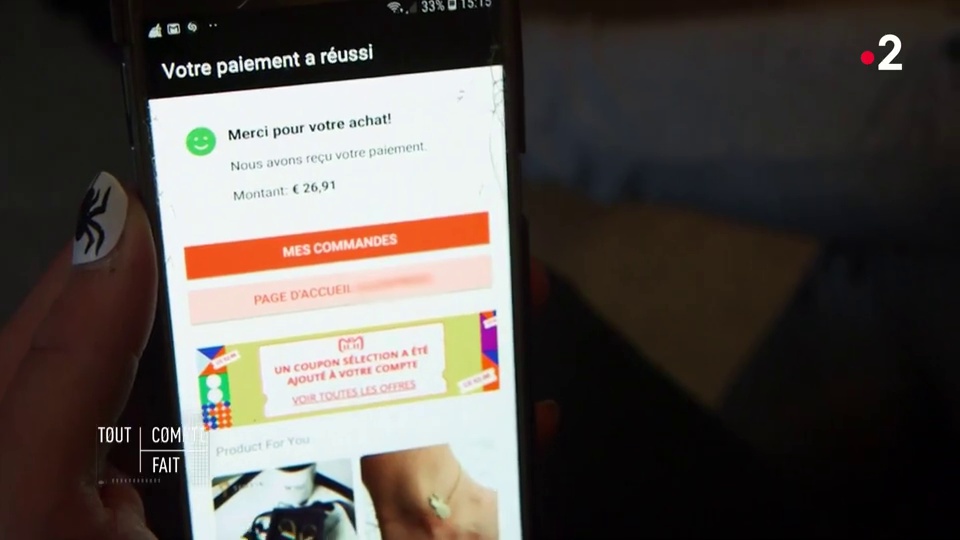 33% 15:15
2
Votre paiement a réussi
Merci pour votre achat!
Nous avons reçu votre paiement.
Montant: € 26,91
MES COMMANDES
PAGE D'ACCUEIL
11.11
UN COUPON SÉLECTION A ÉTÉ
AJOUTÉ À VOTRE COMPTE
VOIR TOUTES LES OFFRES
Product For You
TOUT COMPTE
FAIT